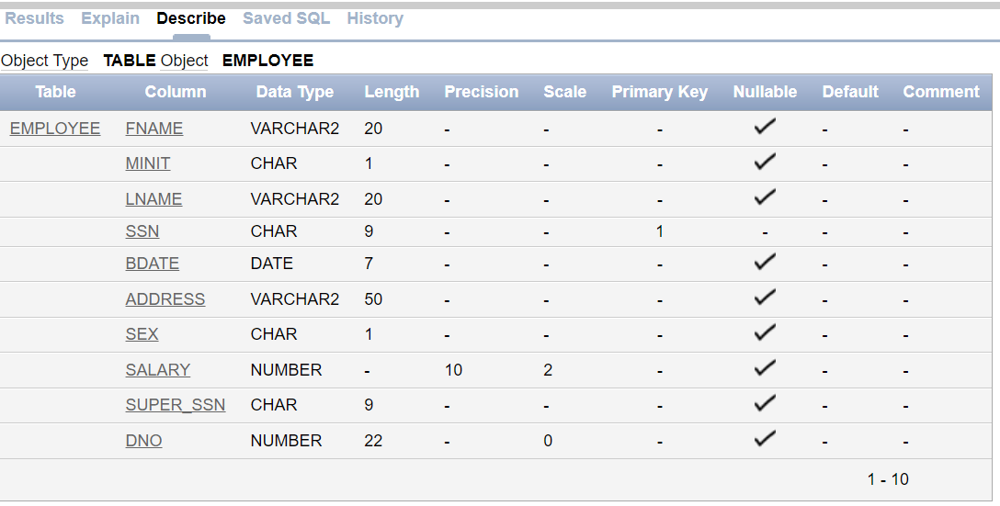 Results Explain Describe Saved SQL History
Object Type TABLE Object EMPLOYEE
Table Column Data Type Length Precision Scale Primary Key Nullable Default Comment
EMPLOYEE FNAME VARCHAR2 20 - - - ✓ - -
MINIT CHAR 1 - - - ✓ - -
LNAME VARCHAR2 20 - - - ✓ - -
SSN CHAR 9 - - 1 - - -
BDATE DATE 7 - - - ✓ - -
ADDRESS VARCHAR2 50 - - - ✓ - -
SEX CHAR 1 - - - ✓ - -
SALARY NUMBER - 10 2 - ✓ - -
SUPER_SSN CHAR 9 - - - ✓ - -
DNO NUMBER 22 - 0 - ✓ - -
1 - 10